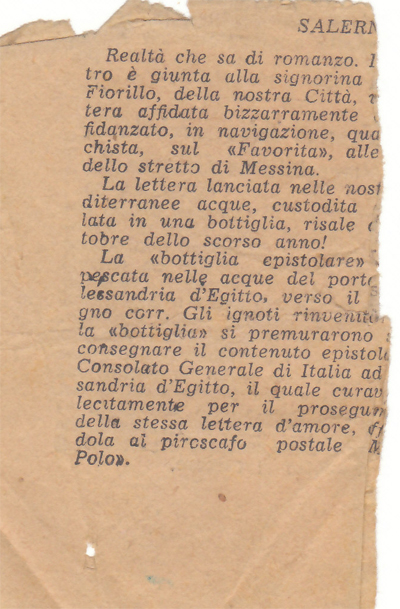 SALERN
Realtà che sa di romanzo.
tro è giunta alla signorina
Fiorillo, della nostra Città,
tera affidata bizzarramente
fidanzato, in navigazione, qua
chista, sul «Favorita», alle
dello stretto di Messina.
La lettera lanciata nelle nost
diterranee acque, custodita
lata in una bottiglia, risale
tobre dello scorso anno!
La «bottiglia epistolare»
pescata nelle acque del porto
lessandria d'Egitto, verso il
gno corr. Gli ignoti rinvenito
la «bottiglia» si premurarono
consegnare il contenuto epistol
Consolato Generale di Italia ad
sandria d'Egitto, il quale curav
lecitamente per il prosegui
della stessa lettera d'amore,
dola al piroscafo postale M
Polo».